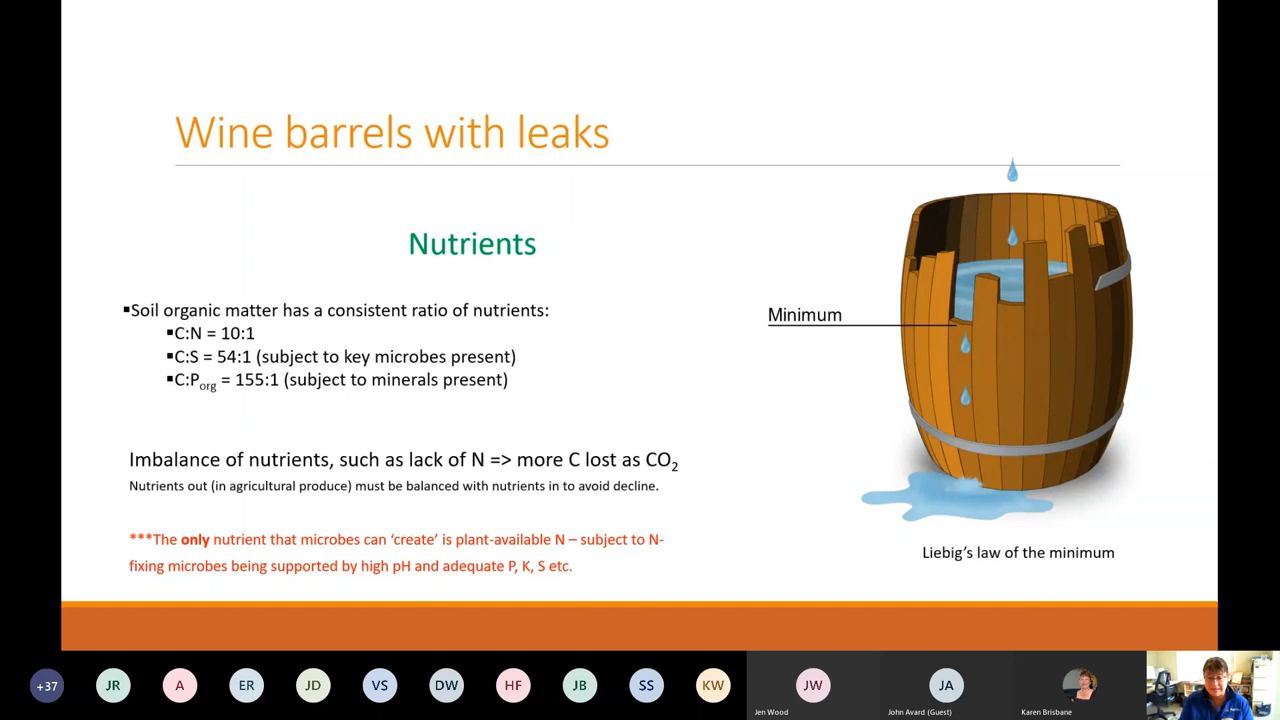 Wine barrels with leaks
Nutrients
▪Soil organic matter has a consistent ratio of nutrients:
▪C:N = 10:1
▪C:S = 54:1 (subject to key microbes present)
▪C:Porg = 155:1 (subject to minerals present)
Minimum
Imbalance of nutrients, such as lack of N => more C lost as CO2
Nutrients out (in agricultural produce) must be balanced with nutrients in to avoid decline.
***The only nutrient that microbes can ‘create’ is plant-available N – subject to N-
fixing microbes being supported by high pH and adequate P, K, S etc.
Liebig’s law of the minimum
+37 JR A ER JD VS DW HF JB SS KW JW JA
Jen Wood John Avard (Guest) Karen Brisbane